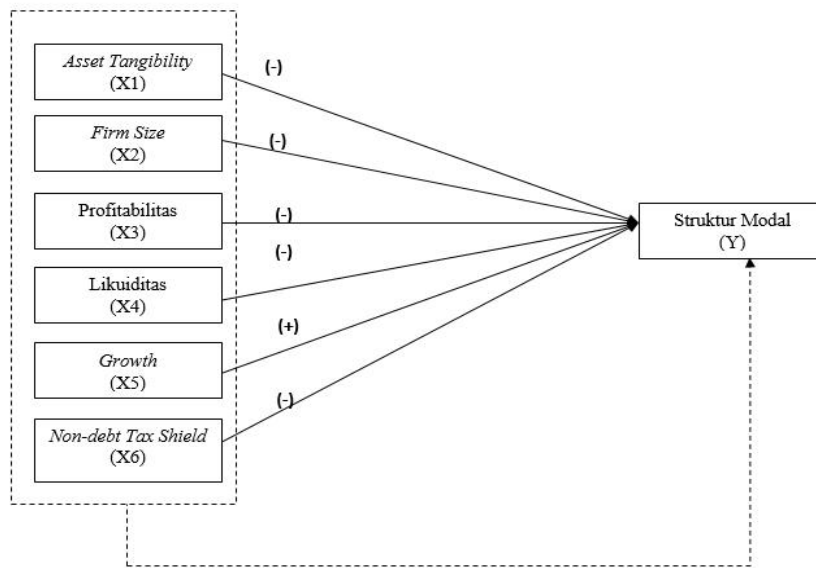 Asset Tangibility
(X1)
(-)
Firm Size
(X2)
(-)
Profitabilitas
(X3)
(-)
Struktur Modal
(Y)
(-)
Likuiditas
(X4)
(+)
Growth
(X5)
(-)
Non-debt Tax Shield
(X6)